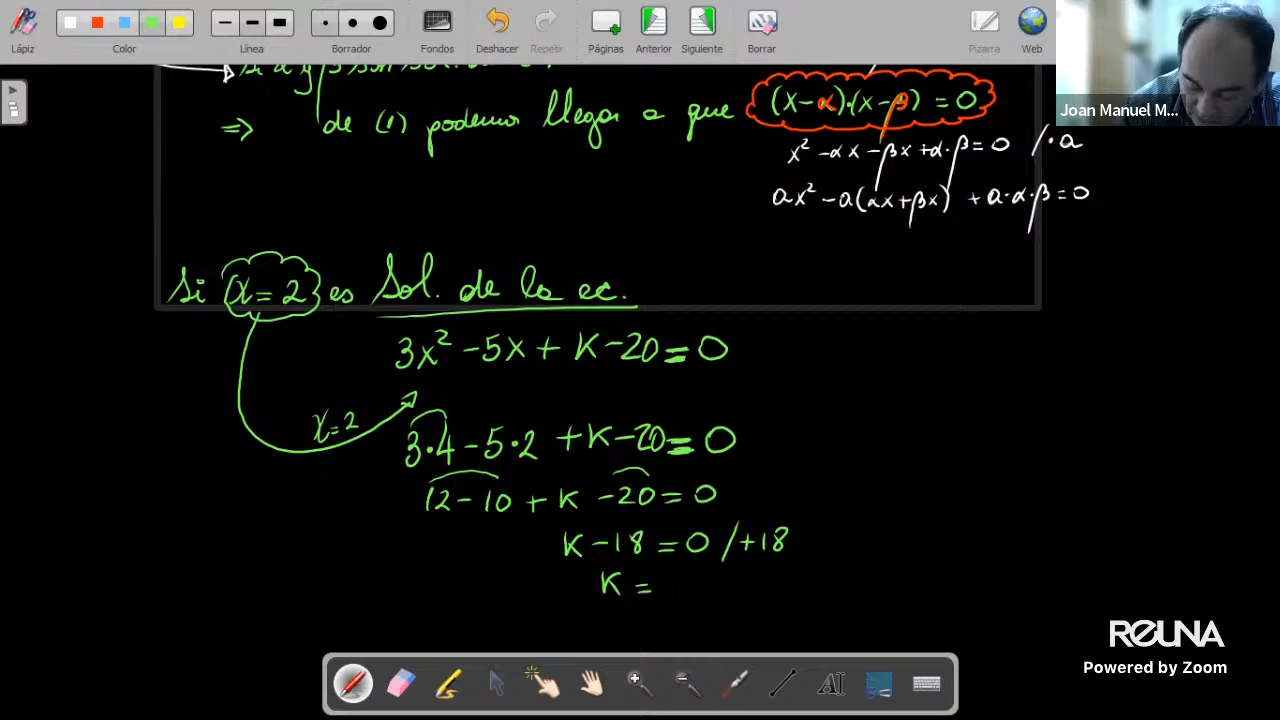 Lápiz Color Línea Borrador Fondos Deshacer Repetir Páginas Anterior Siguiente Borrar Pizarra Web
Joan Manuel M...
Si α y β son
⇒ de (1) podemos llegar a que (x-α)·(x-β) = 0
x² - αx - βx + α·β = 0 /·a
ax² - a(αx+βx) + a·α·β = 0
Si x=2 es Sol. de la ec.
3x² - 5x + K - 20 = 0
x=2
3·4 - 5·2 + K - 20 = 0
12 - 10 + K - 20 = 0
K - 18 = 0 /+18
K =
REUNA
Powered by Zoom